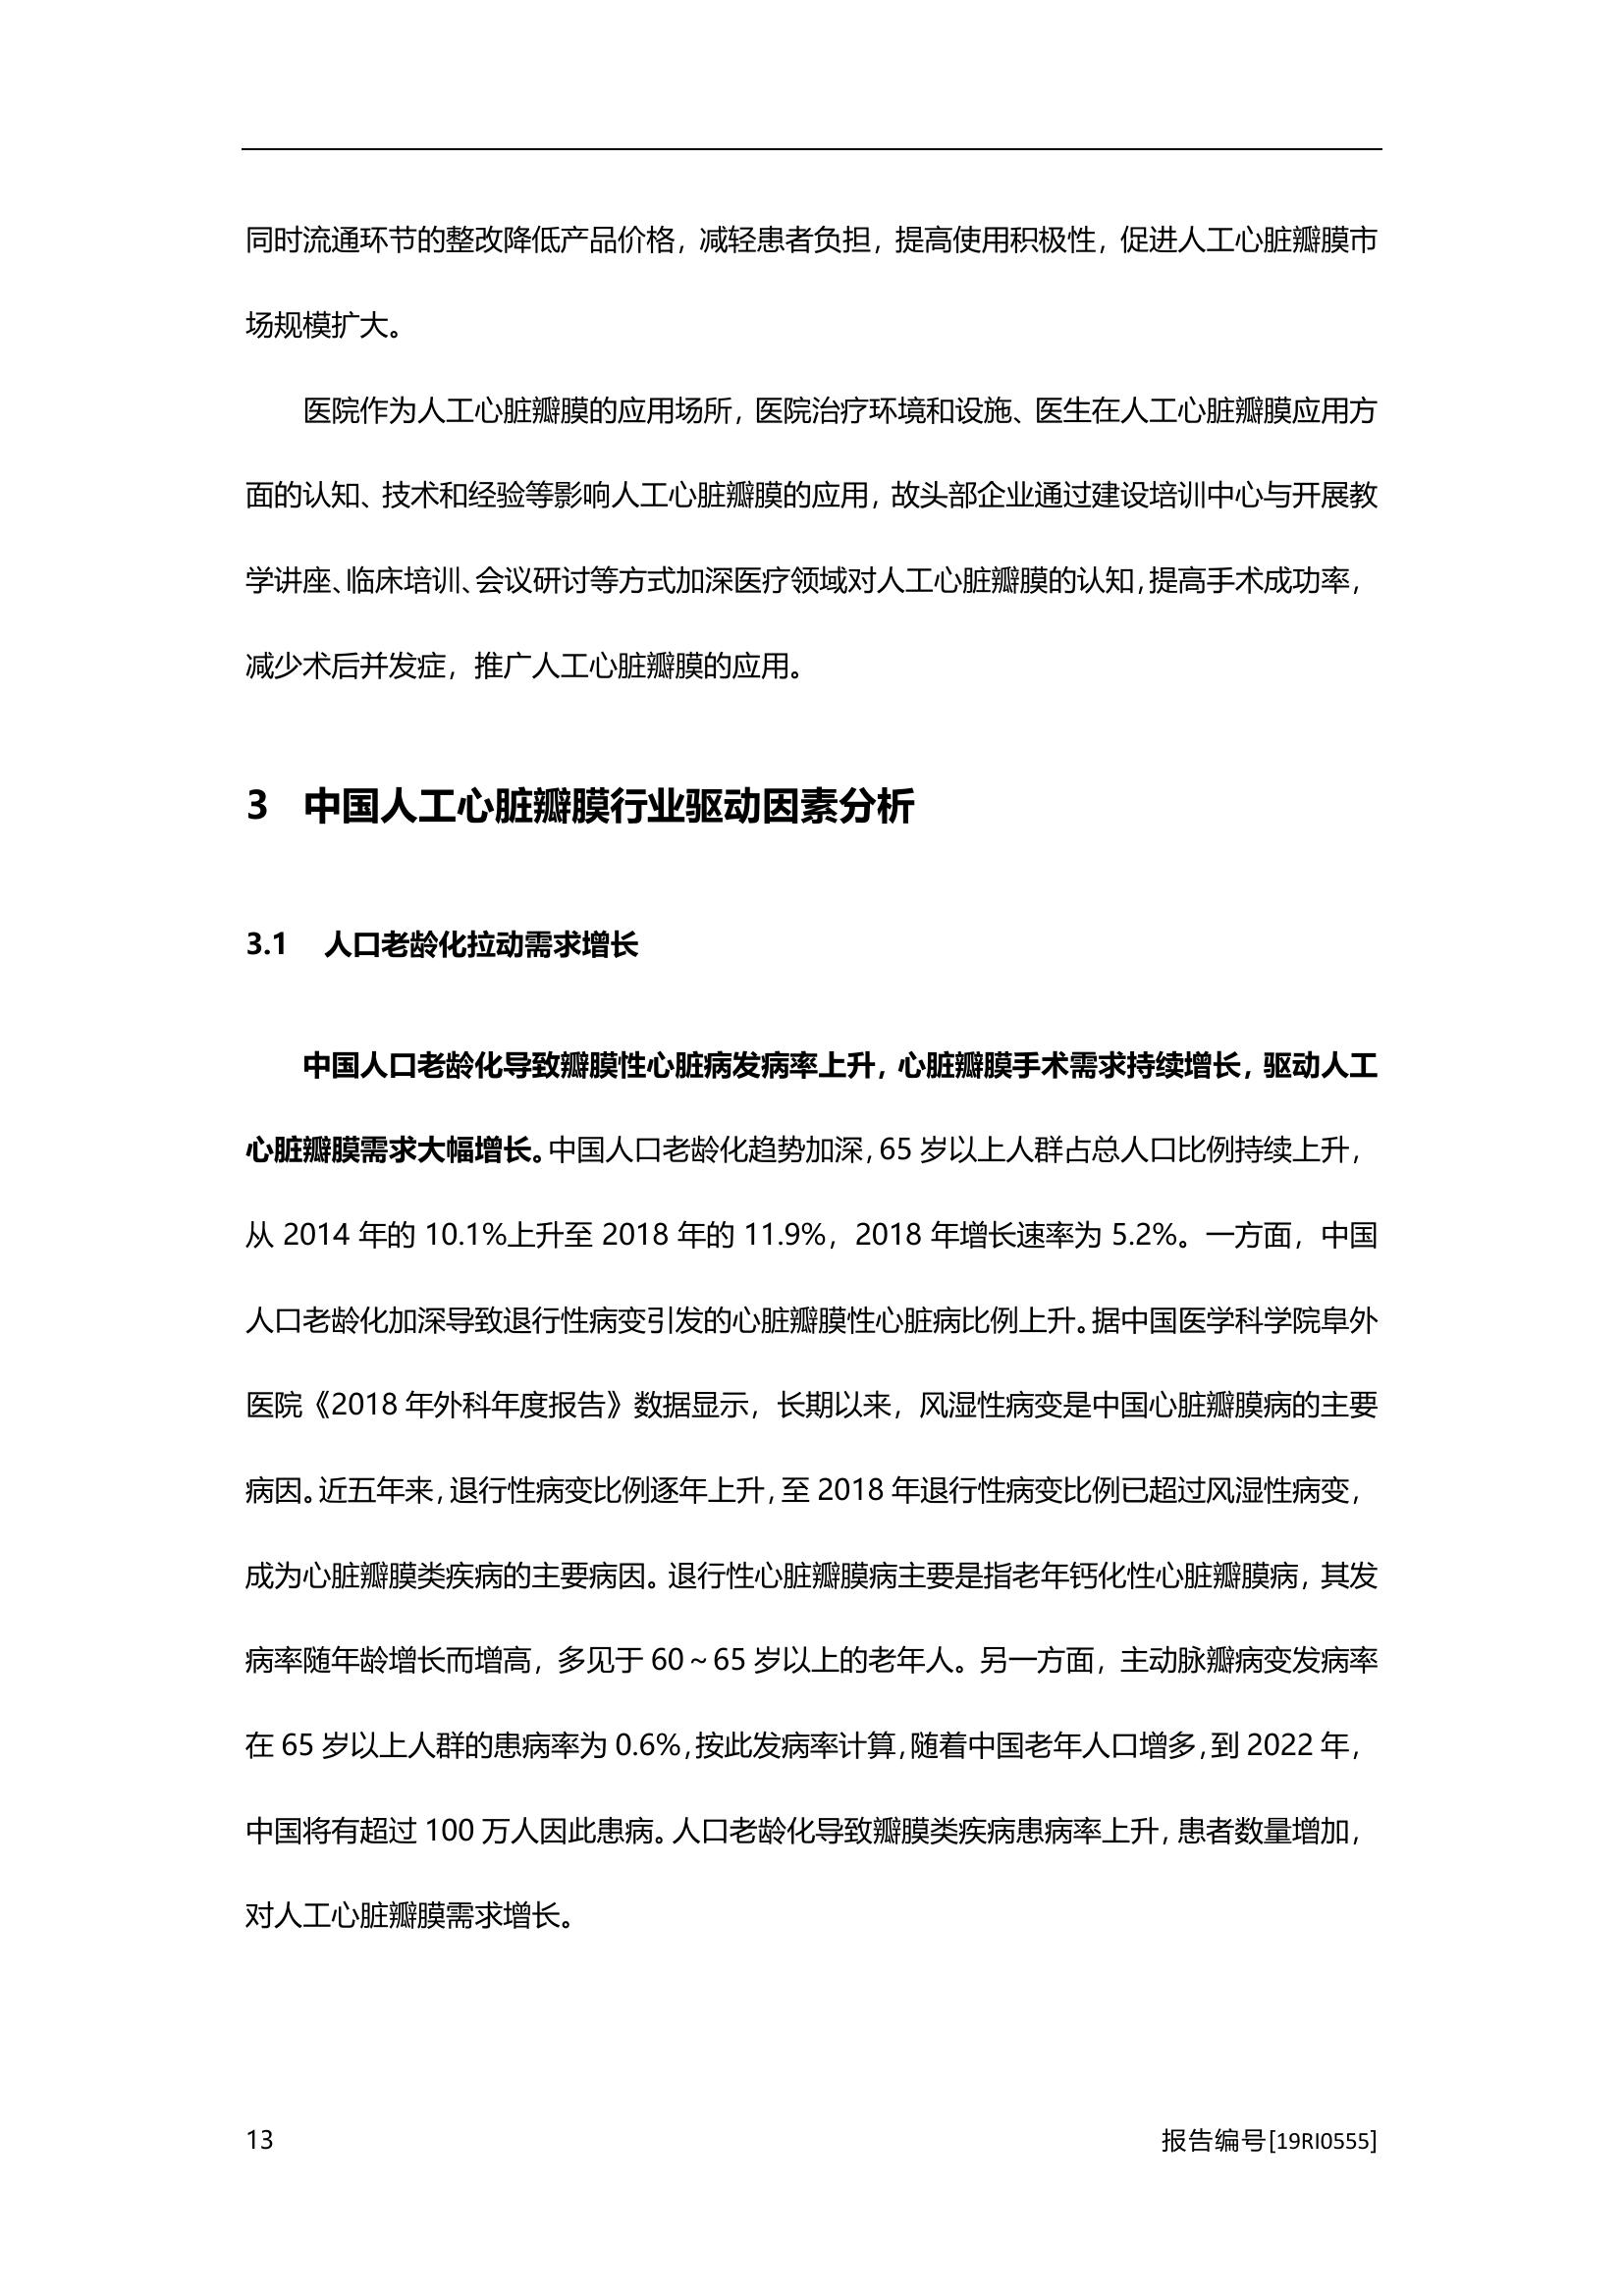 同时流通环节的整改降低产品价格，减轻患者负担，提高使用积极性，促进人工心脏瓣膜市
场规模扩大。
医院作为人工心脏瓣膜的应用场所，医院治疗环境和设施、医生在人工心脏瓣膜应用方
面的认知、技术和经验等影响人工心脏瓣膜的应用，故头部企业通过建设培训中心与开展教
学讲座、临床培训、会议研讨等方式加深医疗领域对人工心脏瓣膜的认知，提高手术成功率，
减少术后并发症，推广人工心脏瓣膜的应用。
3 中国人工心脏瓣膜行业驱动因素分析
3.1 人口老龄化拉动需求增长
中国人口老龄化导致瓣膜性心脏病发病率上升，心脏瓣膜手术需求持续增长，驱动人工
心脏瓣膜需求大幅增长。中国人口老龄化趋势加深，65 岁以上人群占总人口比例持续上升，
从 2014 年的 10.1%上升至 2018 年的 11.9%，2018 年增长速率为 5.2%。一方面，中国
人口老龄化加深导致退行性病变引发的心脏瓣膜性心脏病比例上升。据中国医学科学院阜外
医院《2018 年外科年度报告》数据显示，长期以来，风湿性病变是中国心脏瓣膜病的主要
病因。近五年来，退行性病变比例逐年上升，至 2018 年退行性病变比例已超过风湿性病变，
成为心脏瓣膜类疾病的主要病因。退行性心脏瓣膜病主要是指老年钙化性心脏瓣膜病，其发
病率随年龄增长而增高，多见于 60～65 岁以上的老年人。另一方面，主动脉瓣病变发病率
在 65 岁以上人群的患病率为 0.6%，按此发病率计算，随着中国老年人口增多，到 2022 年，
中国将有超过 100 万人因此患病。人口老龄化导致瓣膜类疾病患病率上升，患者数量增加，
对人工心脏瓣膜需求增长。
13 报告编号[19RI0555]